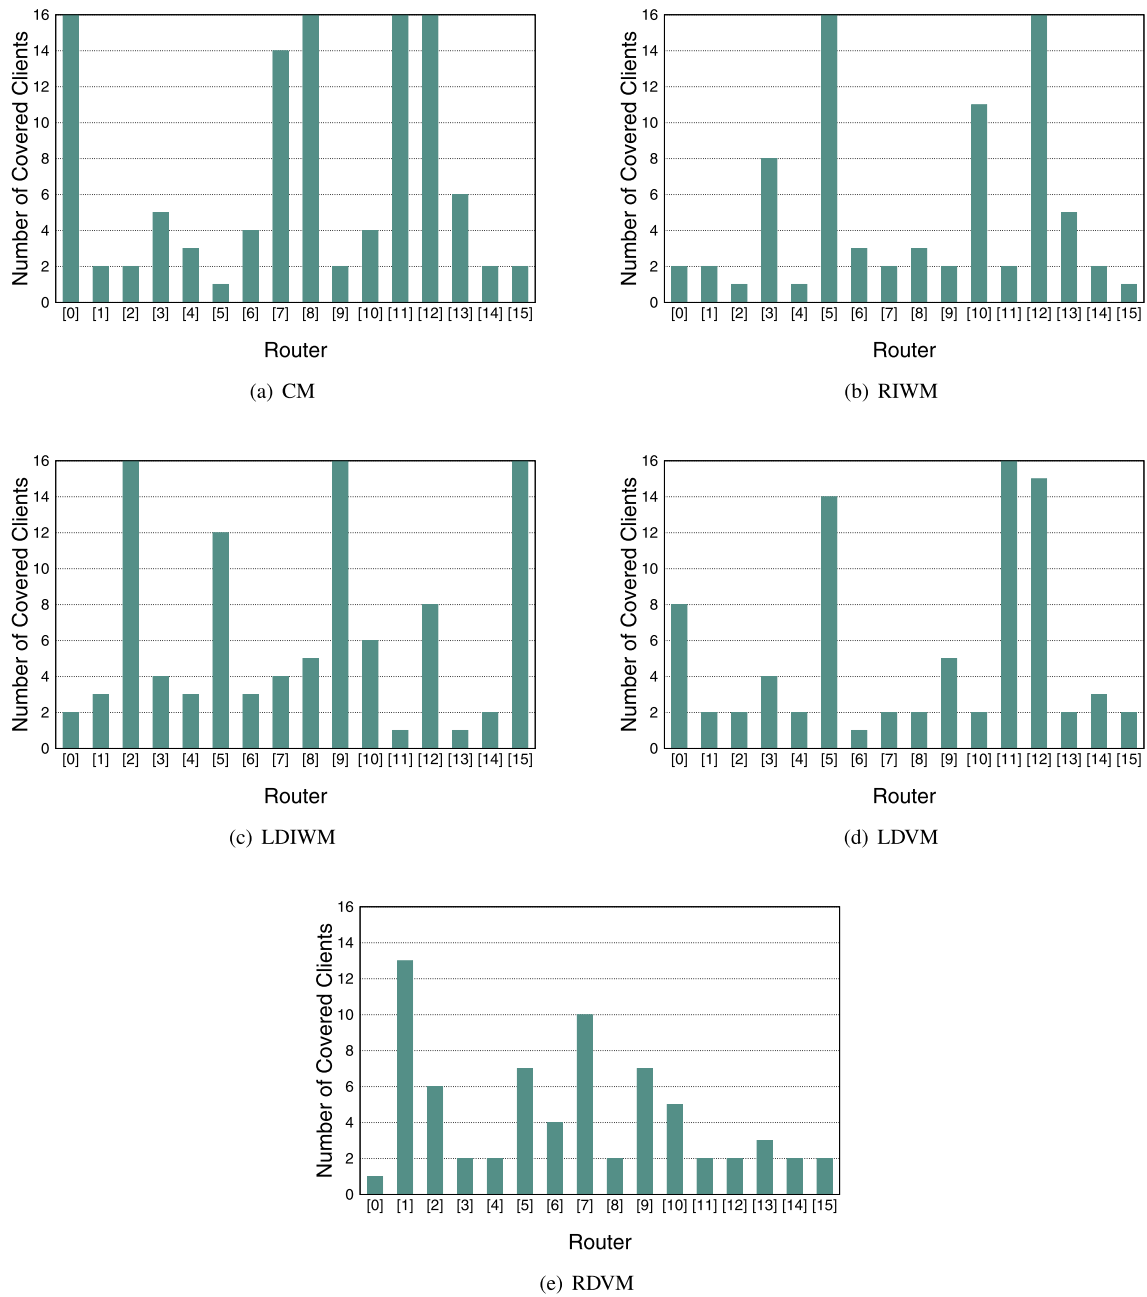 16
14
12
10
8
6
4
2
0
Number of Covered Clients
[0] [1] [2] [3] [4] [5] [6] [7] [8] [9] [10] [11] [12] [13] [14] [15]
Router
(a) CM
16
14
12
10
8
6
4
2
0
Number of Covered Clients
[0] [1] [2] [3] [4] [5] [6] [7] [8] [9] [10] [11] [12] [13] [14] [15]
Router
(b) RIWM
16
14
12
10
8
6
4
2
0
Number of Covered Clients
[0] [1] [2] [3] [4] [5] [6] [7] [8] [9] [10] [11] [12] [13] [14] [15]
Router
(c) LDIWM
16
14
12
10
8
6
4
2
0
Number of Covered Clients
[0] [1] [2] [3] [4] [5] [6] [7] [8] [9] [10] [11] [12] [13] [14] [15]
Router
(d) LDVM
16
14
12
10
8
6
4
2
0
Number of Covered Clients
[0] [1] [2] [3] [4] [5] [6] [7] [8] [9] [10] [11] [12] [13] [14] [15]
Router
(e) RDVM